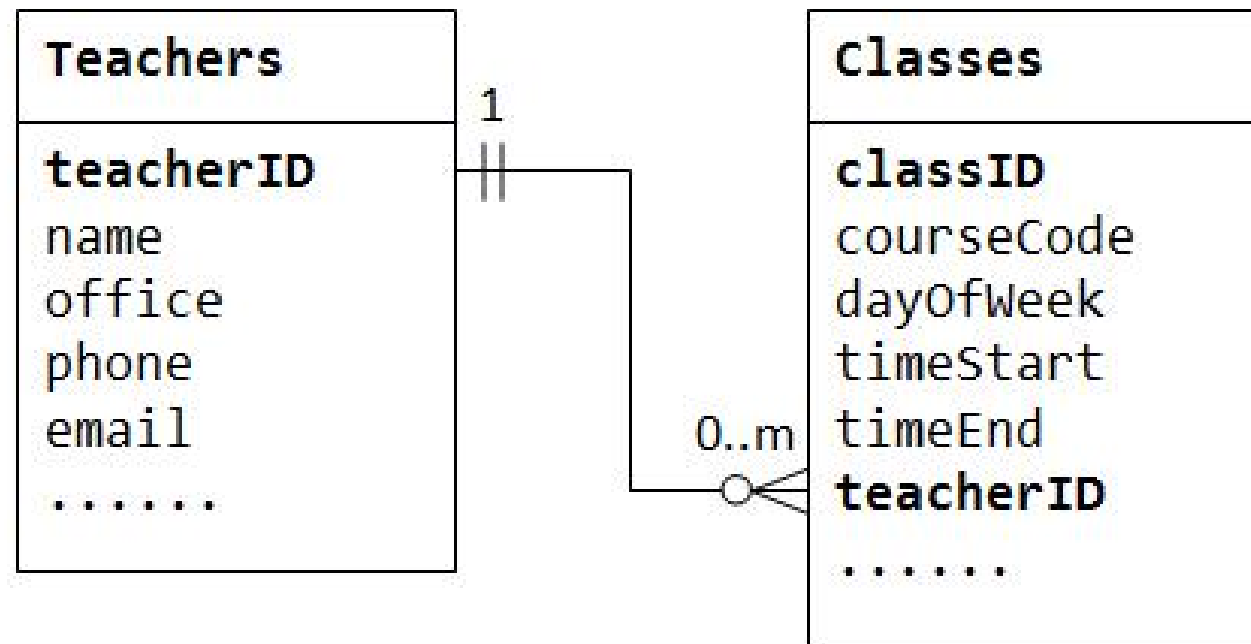 Teachers
teacherID
name
office
phone
email
......
1
0..m
Classes
classID
courseCode
dayOfWeek
timeStart
timeEnd
teacherID
......